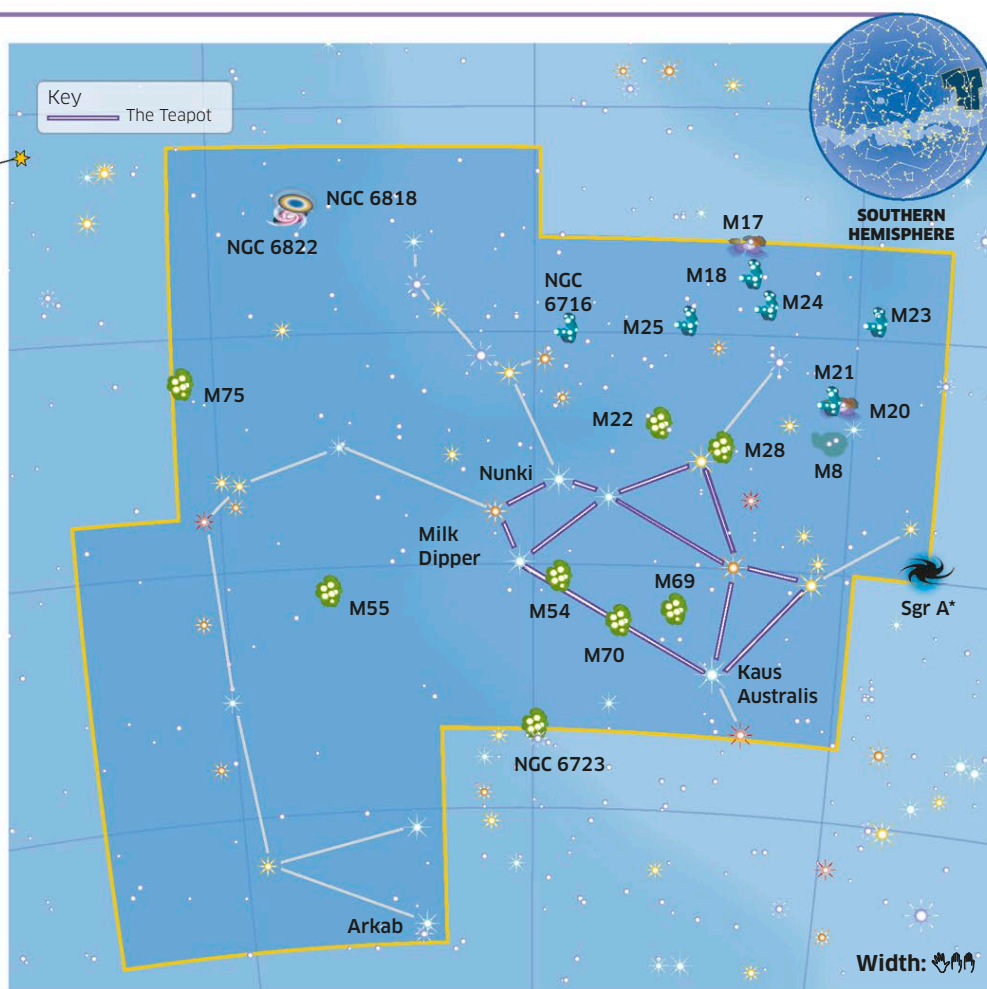 Key
The Teapot
SOUTHERN
HEMISPHERE
NGC 6818
NGC 6822
M17
M18
NGC
6716
M24
M25
M23
M75
M21
M20
M22
M28
M8
Nunki
Milk
Dipper
M69
M54
M55
Sgr A*
M70
Kaus
Australis
NGC 6723
Arkab
Width: